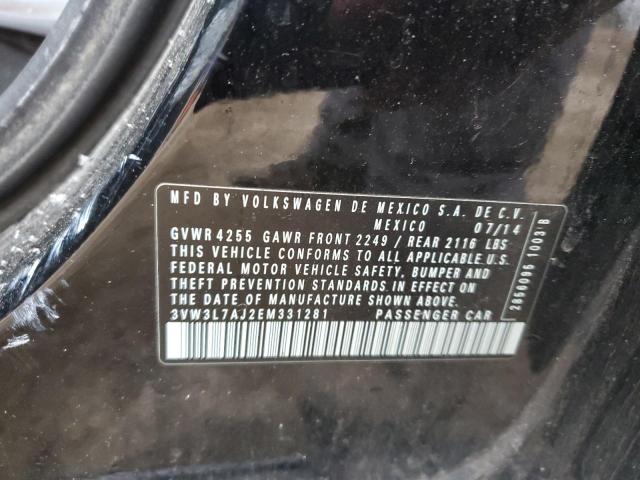 MFD BY VOLKSWAGEN DE MEXICO S.A. DE C.V.
MEXICO 07/14
GVWR 4255 GAWR FRONT 2249 / REAR 2116 LBS
THIS VEHICLE CONFORMS TO ALL APPLICABLE U.S.
FEDERAL MOTOR VEHICLE SAFETY, BUMPER AND
THEFT PREVENTION STANDARDS IN EFFECT ON
THE DATE OF MANUFACTURE SHOWN ABOVE.
3VW3L7AJ2EM331281 PASSENGER CAR
2856096 1003/B